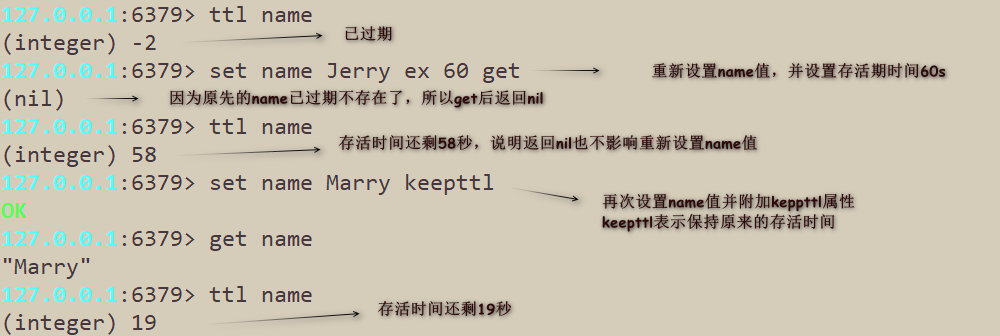 127.0.0.1:6379> ttl name
(integer) -2
已过期
127.0.0.1:6379> set name Jerry ex 60 get
重新设置name值，并设置存活期时间60s
(nil)
因为原先的name已过期不存在了，所以get后返回nil
127.0.0.1:6379> ttl name
(integer) 58
存活时间还剩58秒，说明返回nil也不影响重新设置name值
127.0.0.1:6379> set name Marry keepttl
再次设置name值并附加keppttl属性
keepttl表示保持原来的存活时间
OK
127.0.0.1:6379> get name
"Marry"
127.0.0.1:6379> ttl name
(integer) 19
存活时间还剩19秒